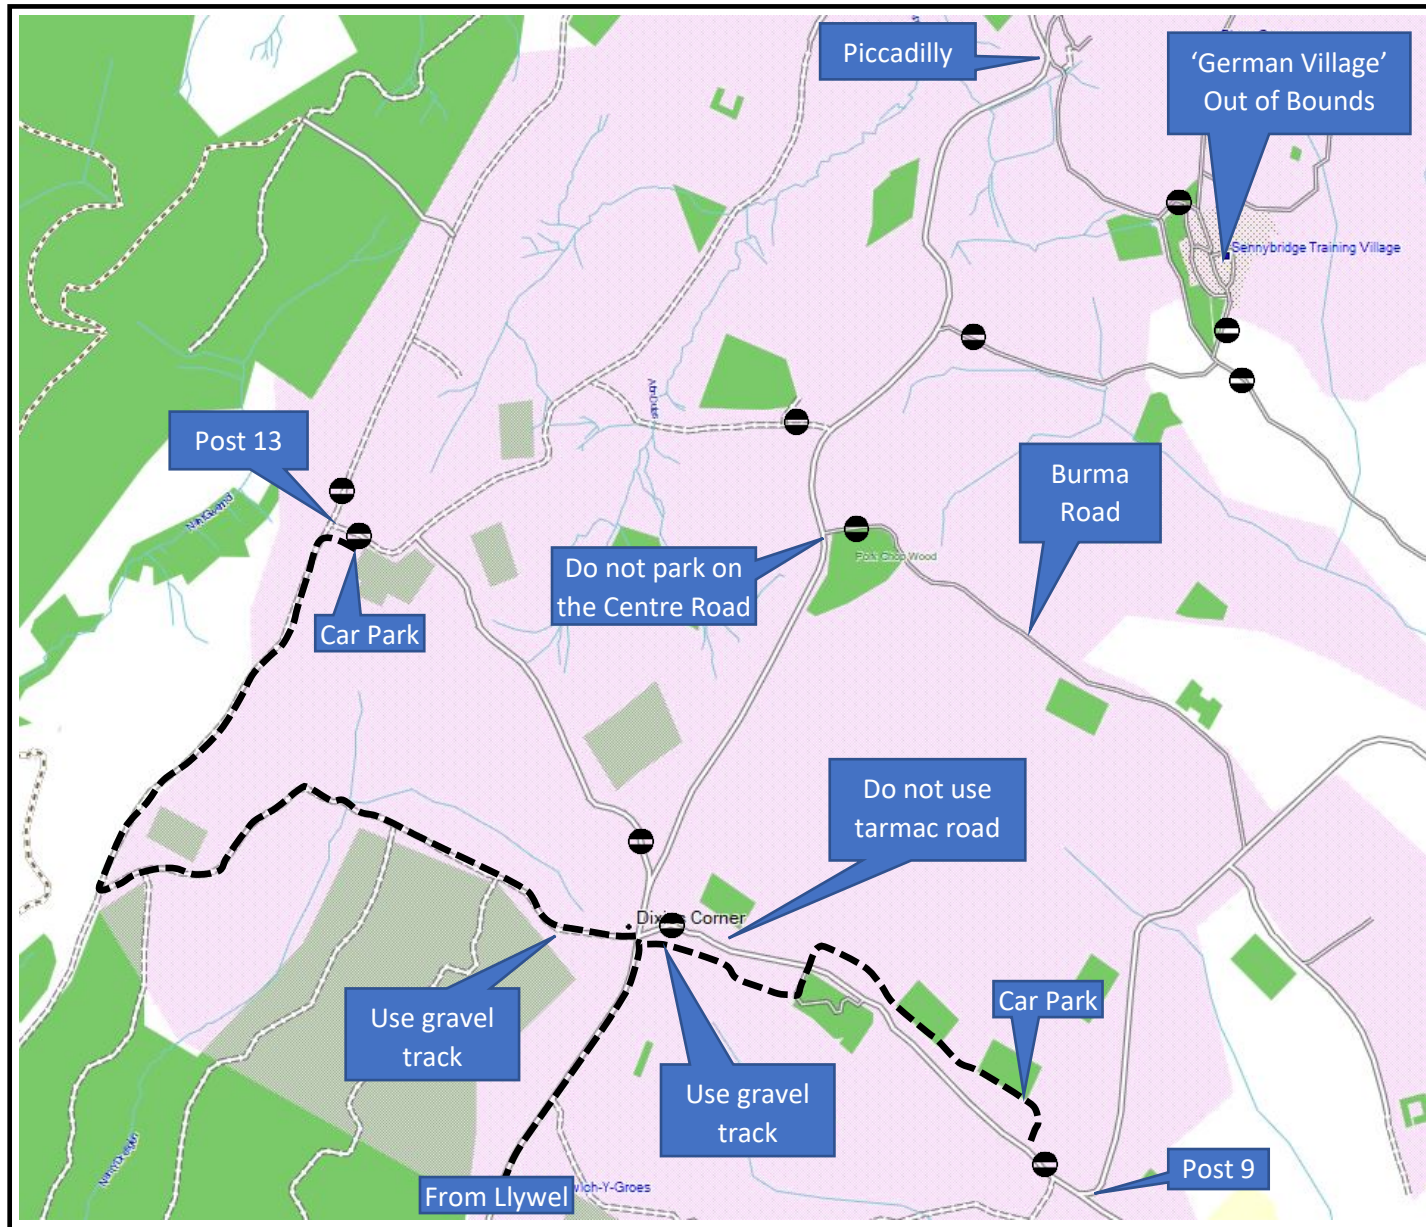 Piccadilly
'German Village'
Out of Bounds
Sennybridge Training Village
Post 13
Burma
Road
Do not park on
the Centre Road
Pork Chop Wood
Car Park
Do not use
tarmac road
Corner
Use gravel
track
Car Park
Use gravel
track
From Llywel
Post 9